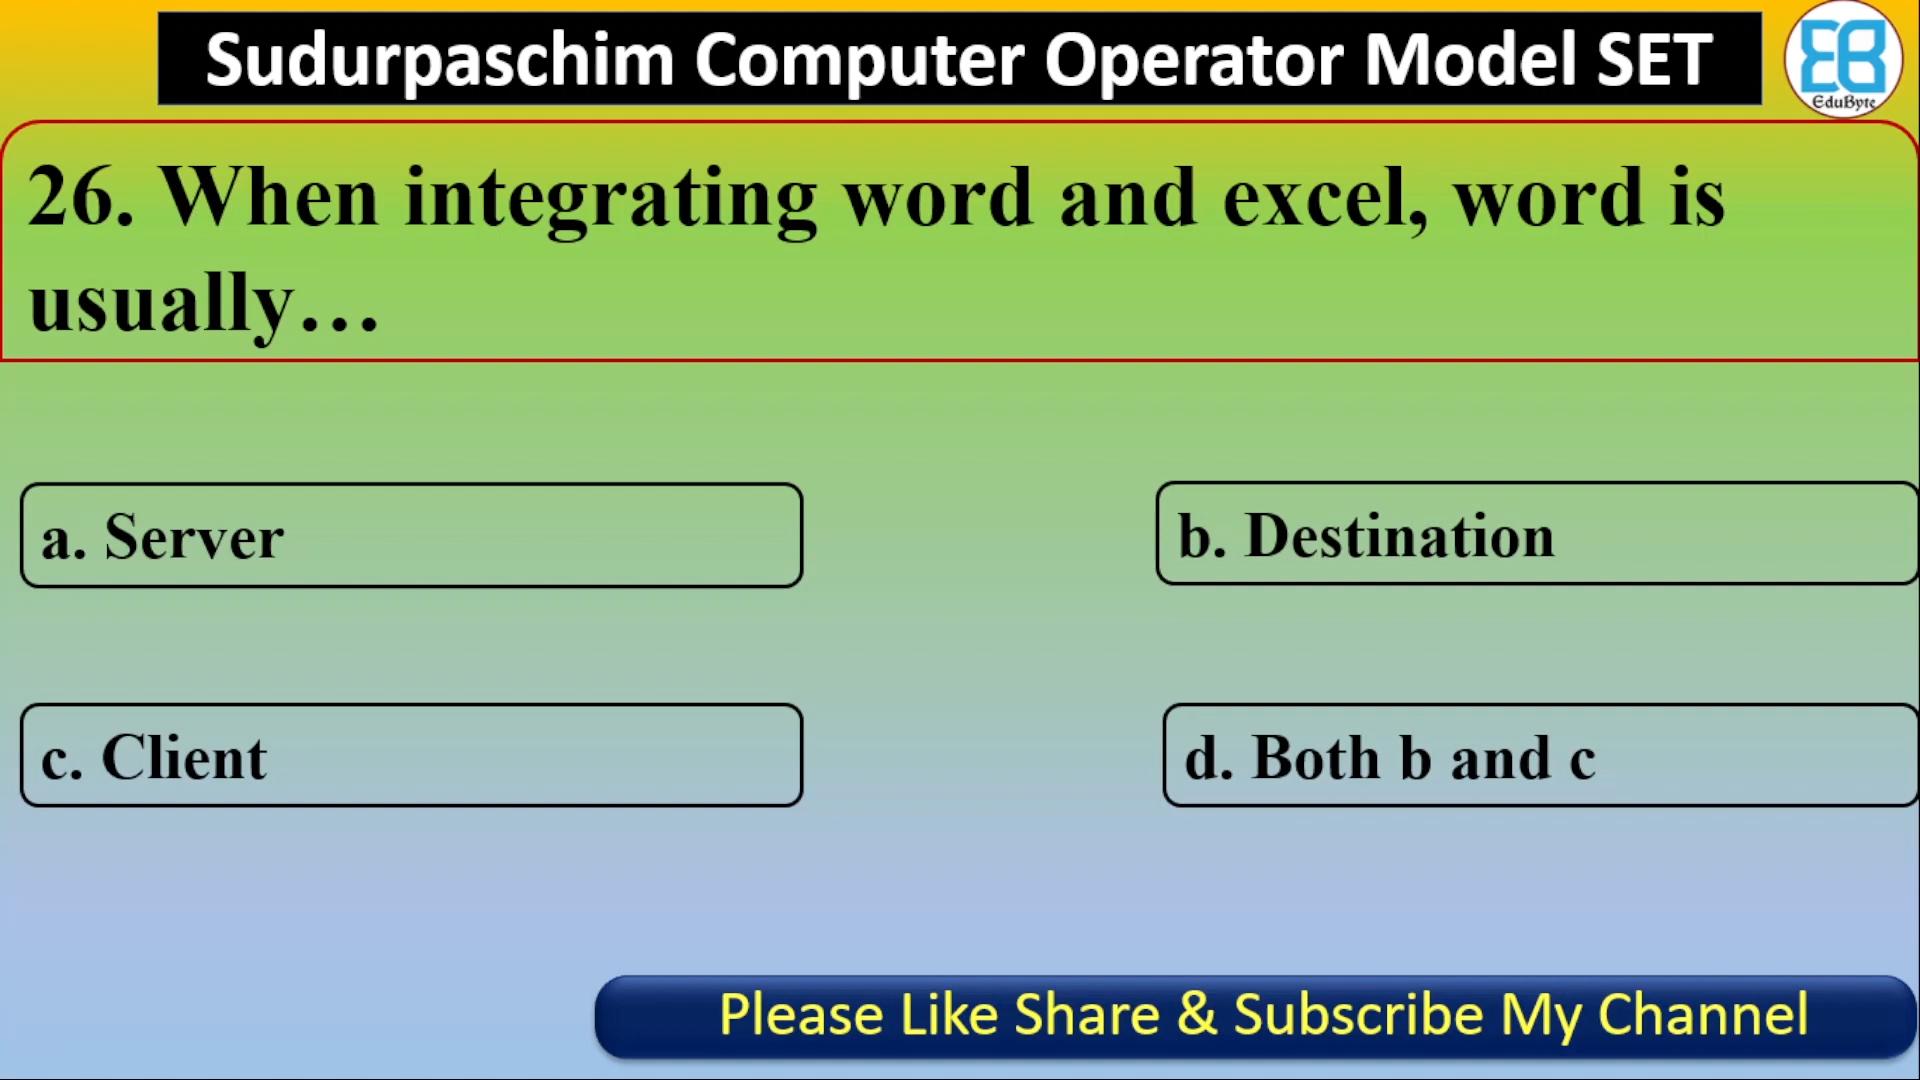 Sudurpaschim Computer Operator Model SET
EduByte
26. When integrating word and excel, word is
usually…
a. Server
b. Destination
c. Client
d. Both b and c
Please Like Share & Subscribe My Channel